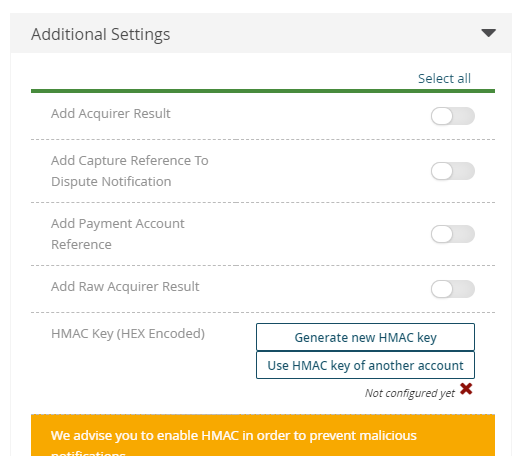 Additional Settings
Select all
Add Acquirer Result
Add Capture Reference To
Dispute Notification
Add Payment Account
Reference
Add Raw Acquirer Result
HMAC Key (HEX Encoded)
Generate new HMAC key
Use HMAC key of another account
Not configured yet
We advise you to enable HMAC in order to prevent malicious
notifications